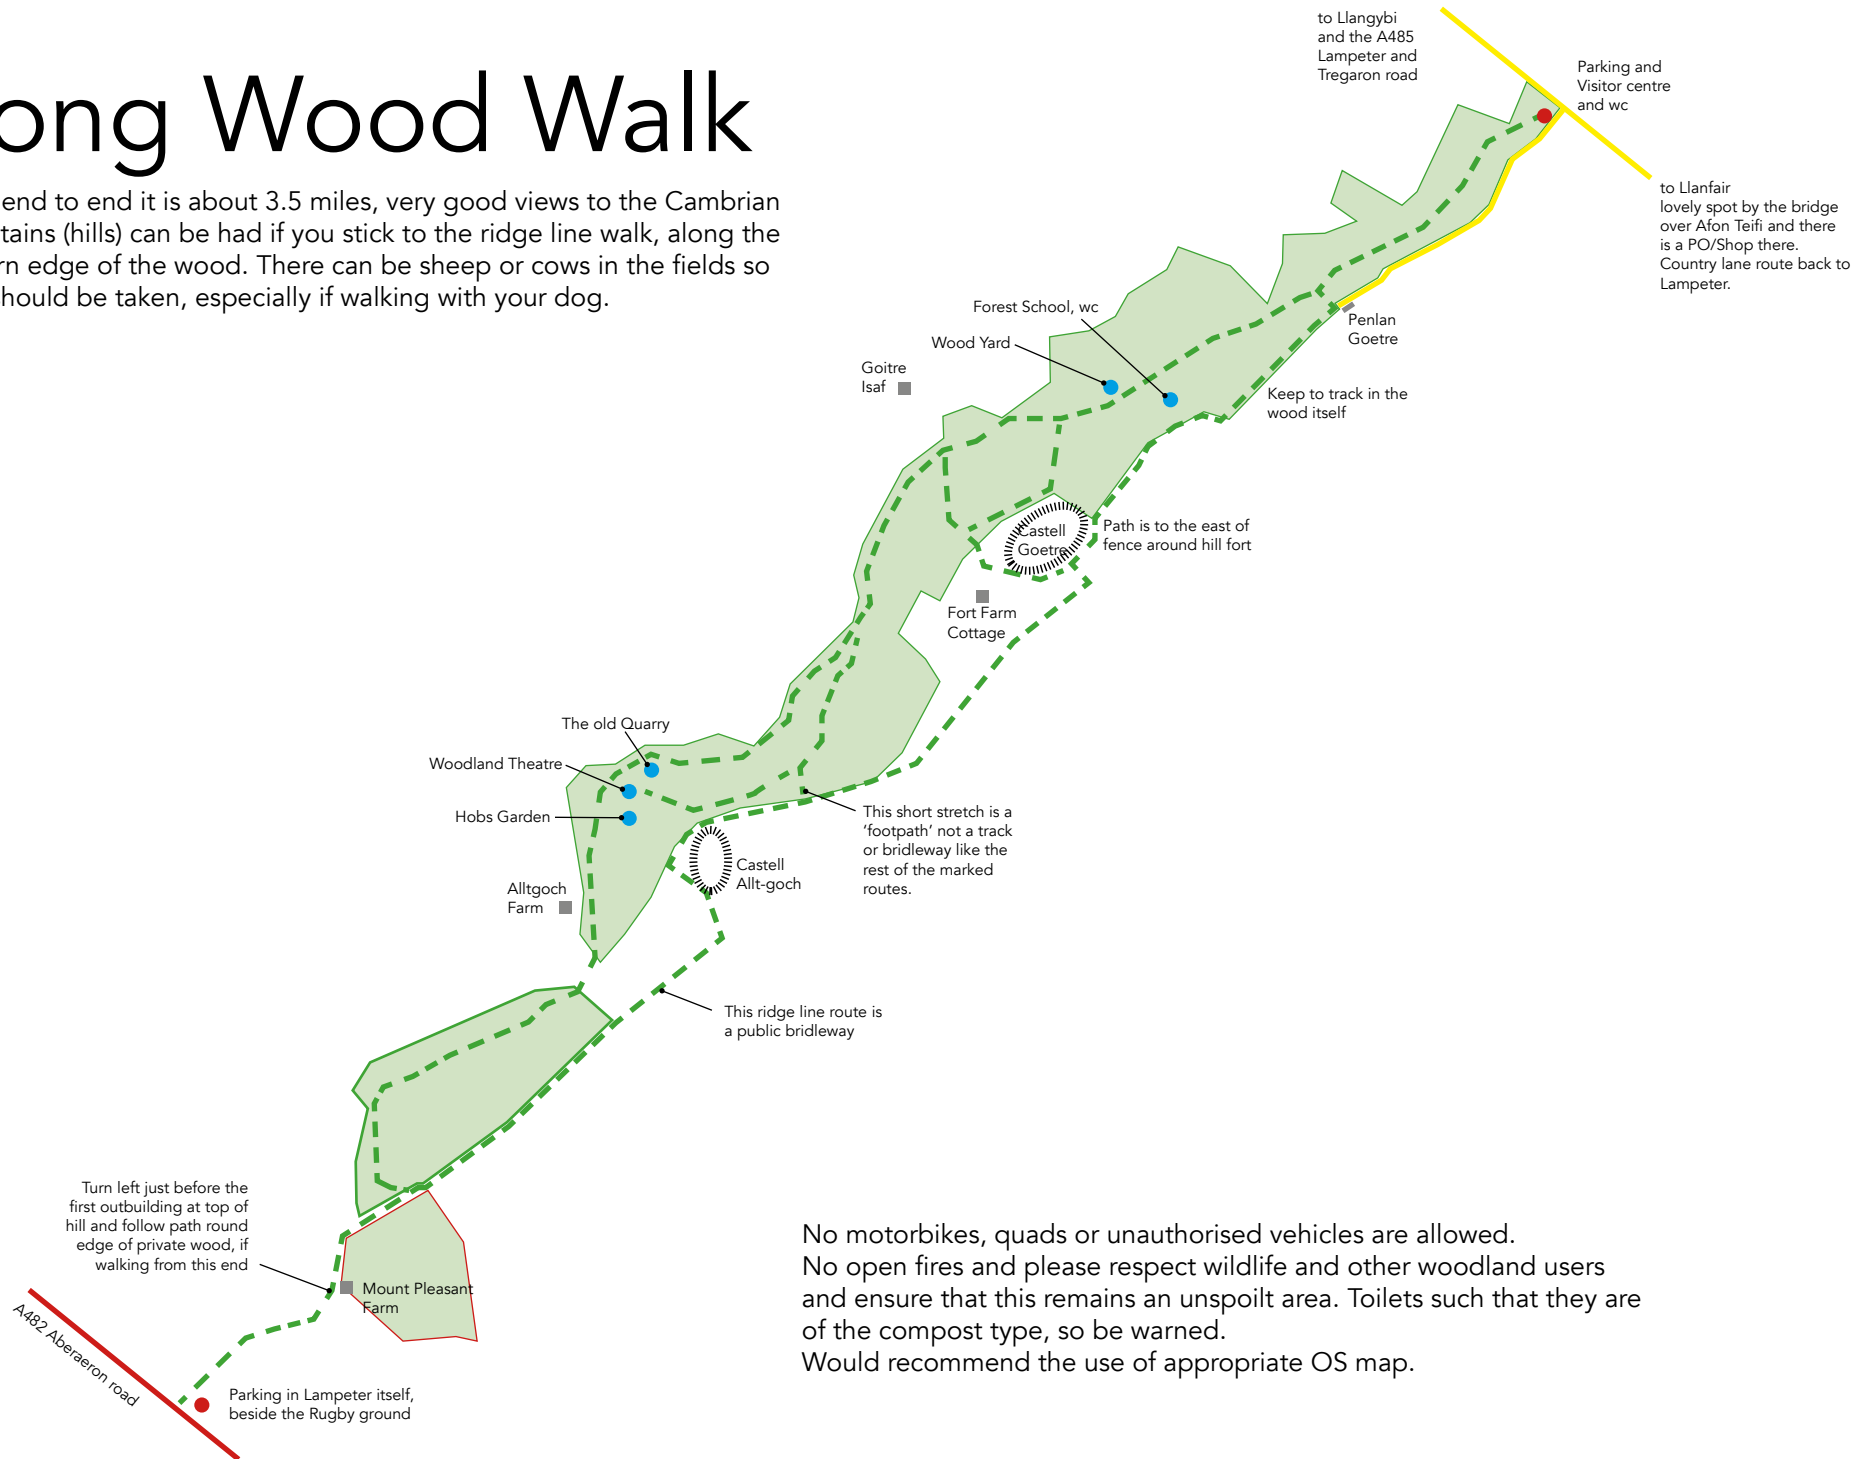 ong Wood Walk
end to end it is about 3.5 miles, very good views to the Cambrian
tains (hills) can be had if you stick to the ridge line walk, along the
rn edge of the wood. There can be sheep or cows in the fields so
hould be taken, especially if walking with your dog.
to Llangybi
and the A485
Lampeter and
Tregaron road
Parking and
Visitor centre
and wc
to Llanfair
lovely spot by the bridge
over Afon Teifi and there
is a PO/Shop there.
Country lane route back to
Lampeter.
Forest School, wc
Wood Yard
Goitre
Isaf
Penlan
Goetre
Keep to track in the
wood itself
Castell
Goetre
Path is to the east of
fence around hill fort
Fort Farm
Cottage
The old Quarry
Woodland Theatre
Hobs Garden
This short stretch is a
‘footpath’ not a track
or bridleway like the
rest of the marked
routes.
Castell
Allt-goch
Alltgoch
Farm
This ridge line route is
a public bridleway
Turn left just before the
first outbuilding at top of
hill and follow path round
edge of private wood, if
walking from this end
Mount Pleasant
Farm
A482 Aberaeron road
Parking in Lampeter itself,
beside the Rugby ground
No motorbikes, quads or unauthorised vehicles are allowed.
No open fires and please respect wildlife and other woodland users
and ensure that this remains an unspoilt area. Toilets such that they are
of the compost type, so be warned.
Would recommend the use of appropriate OS map.